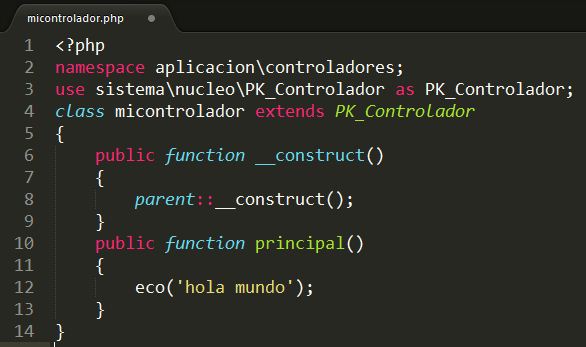 micontrolador.php
1 <?php
2 namespace aplicacion\controladores;
3 use sistema\nucleo\PK_Controlador as PK_Controlador;
4 class micontrolador extends PK_Controlador
5 {
6 public function __construct()
7 {
8 parent::__construct();
9 }
10 public function principal()
11 {
12 eco('hola mundo');
13 }
14 }